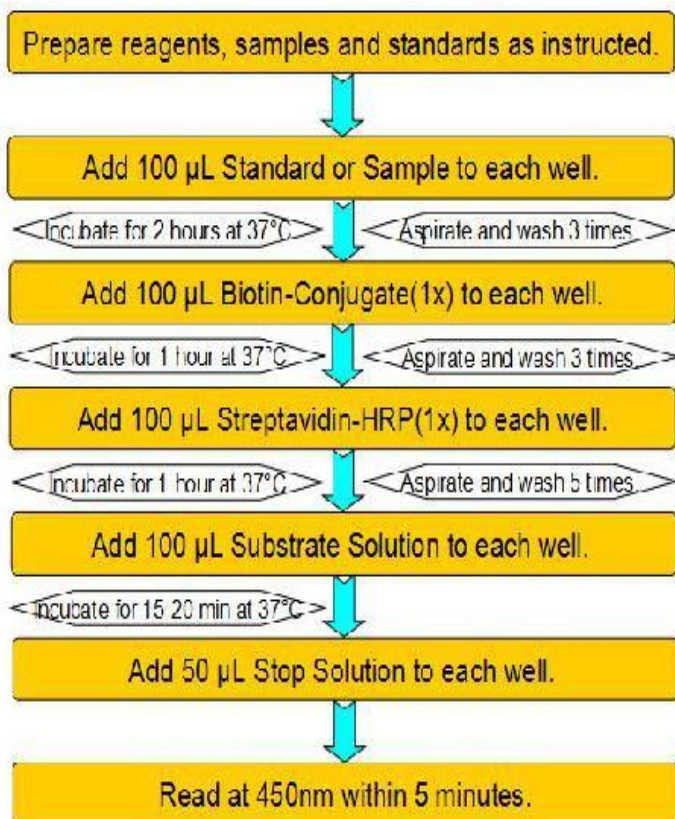 Prepare reagents, samples and standards as instructed.
Add 100 µL Standard or Sample to each well.
Incubate for 2 hours at 37°C
Aspirate and wash 3 times
Add 100 µL Biotin-Conjugate(1x) to each well.
Incubate for 1 hour at 37°C
Aspirate and wash 3 times
Add 100 µL Streptavidin-HRP(1x) to each well.
Incubate for 1 hour at 37°C
Aspirate and wash 5 times
Add 100 µL Substrate Solution to each well.
Incubate for 15 20 min at 37°C
Add 50 µL Stop Solution to each well.
Read at 450nm within 5 minutes.